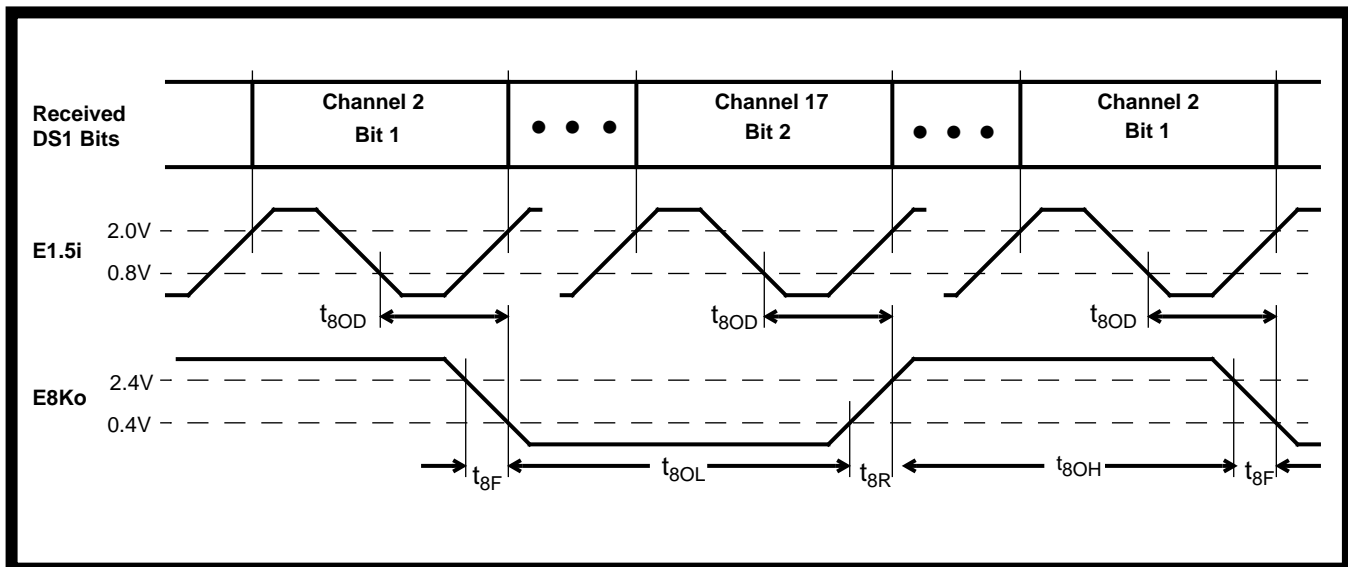 Received
DS1 Bits
Channel 2
Bit 1
Channel 17
Bit 2
Channel 2
Bit 1
E1.5i
2.0V
0.8V
t8OD
t8OD
t8OD
E8Ko
2.4V
0.4V
t8F
t8OL
t8R
t8OH
t8F